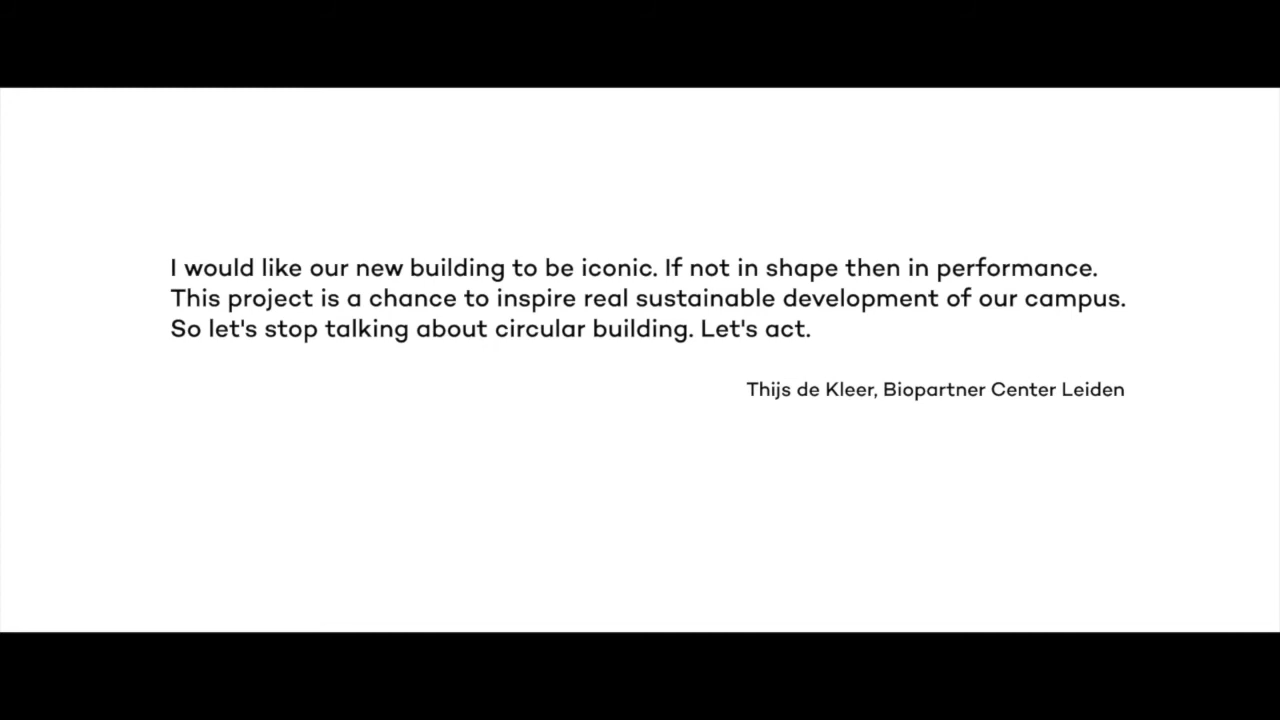 I would like our new building to be iconic. If not in shape then in performance.
This project is a chance to inspire real sustainable development of our campus.
So let's stop talking about circular building. Let's act.
Thijs de Kleer, Biopartner Center Leiden